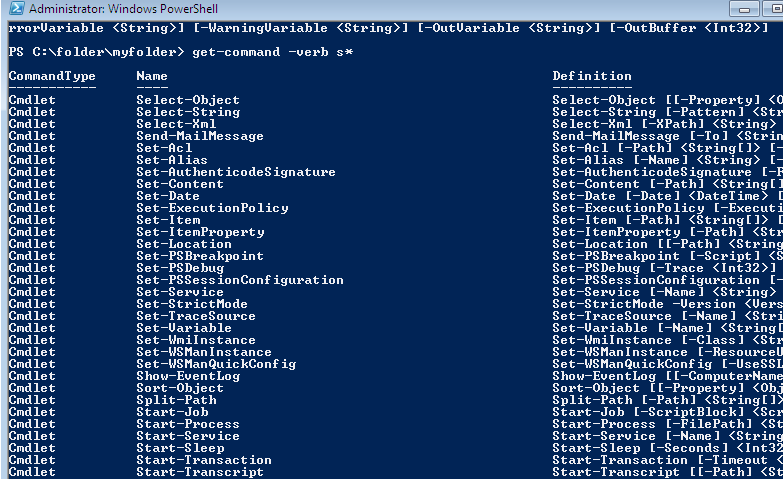 Administrator: Windows PowerShell
rrorVariable <String>] [-WarningVariable <String>] [-OutVariable <String>] [-OutBuffer <Int32>]
PS C:\folder\myfolder> get-command -verb s*
CommandType Name Definition
----------- ---- ----------
Cmdlet Select-Object Select-Object [[-Property] <O
Cmdlet Select-String Select-String [-Pattern] <Str
Cmdlet Select-Xml Select-Xml [-XPath] <String>
Cmdlet Send-MailMessage Send-MailMessage [-To] <Strin
Cmdlet Set-Acl Set-Acl [-Path] <String[]> [-
Cmdlet Set-Alias Set-Alias [-Name] <String> [-
Cmdlet Set-AuthenticodeSignature Set-AuthenticodeSignature [-F
Cmdlet Set-Content Set-Content [-Path] <String[]
Cmdlet Set-Date Set-Date [-Date] <DateTime> [
Cmdlet Set-ExecutionPolicy Set-ExecutionPolicy [-Executi
Cmdlet Set-Item Set-Item [-Path] <String[]> [
Cmdlet Set-ItemProperty Set-ItemProperty [-Path] <Str
Cmdlet Set-Location Set-Location [[-Path] <String
Cmdlet Set-PSBreakpoint Set-PSBreakpoint [-Script] <S
Cmdlet Set-PSDebug Set-PSDebug [-Trace <Int32>]
Cmdlet Set-PSSessionConfiguration Set-PSSessionConfiguration [-
Cmdlet Set-Service Set-Service [-Name] <String>
Cmdlet Set-StrictMode Set-StrictMode -Version <Vers
Cmdlet Set-TraceSource Set-TraceSource [-Name] <Stri
Cmdlet Set-Variable Set-Variable [-Name] <String[
Cmdlet Set-WmiInstance Set-WmiInstance [-Class] <Str
Cmdlet Set-WSManInstance Set-WSManInstance [-ResourceU
Cmdlet Set-WSManQuickConfig Set-WSManQuickConfig [-UseSSL
Cmdlet Show-EventLog Show-EventLog [[-ComputerName
Cmdlet Sort-Object Sort-Object [[-Property] <Obj
Cmdlet Split-Path Split-Path [-Path] <String[]>
Cmdlet Start-Job Start-Job [-ScriptBlock] <Scr
Cmdlet Start-Process Start-Process [-FilePath] <St
Cmdlet Start-Service Start-Service [-Name] <String
Cmdlet Start-Sleep Start-Sleep [-Seconds] <Int32
Cmdlet Start-Transaction Start-Transaction [-Timeout <
Cmdlet Start-Transcript Start-Transcript [[-Path] <St